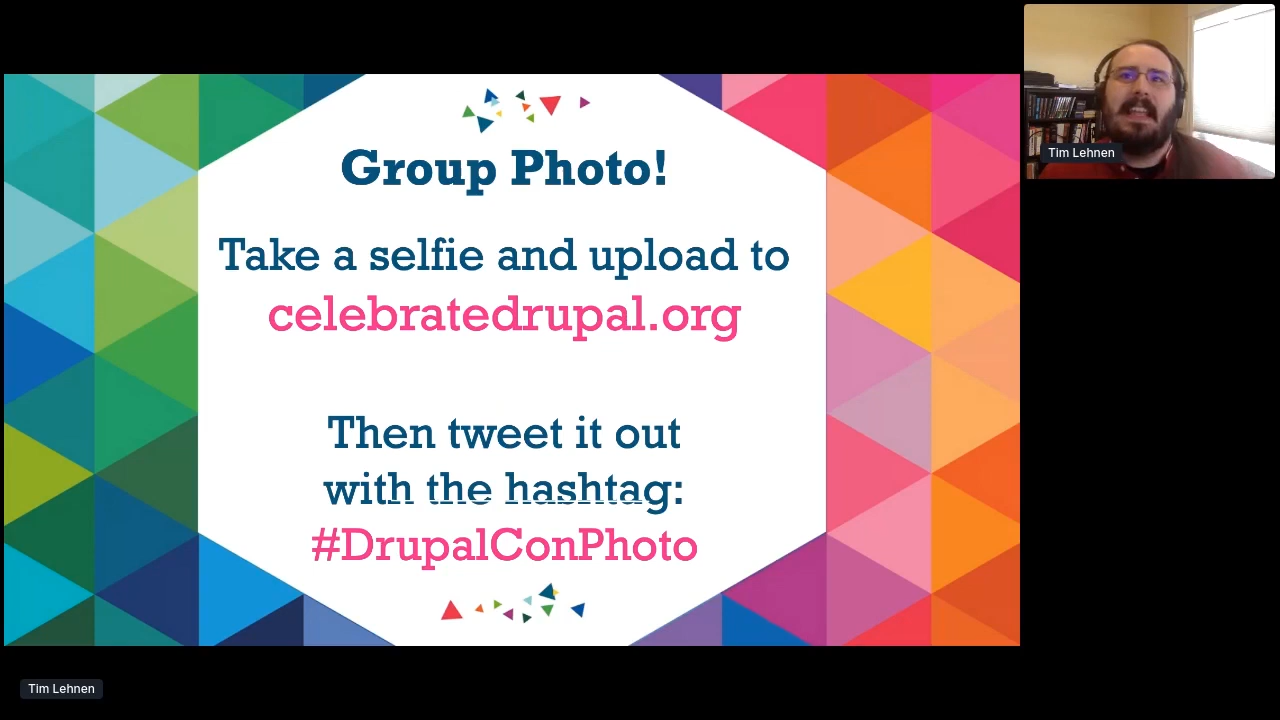 Group Photo!
Take a selfie and upload to
celebratedrupal.org
Then tweet it out
with the hashtag:
#DrupalConPhoto
Tim Lehnen
Tim Lehnen